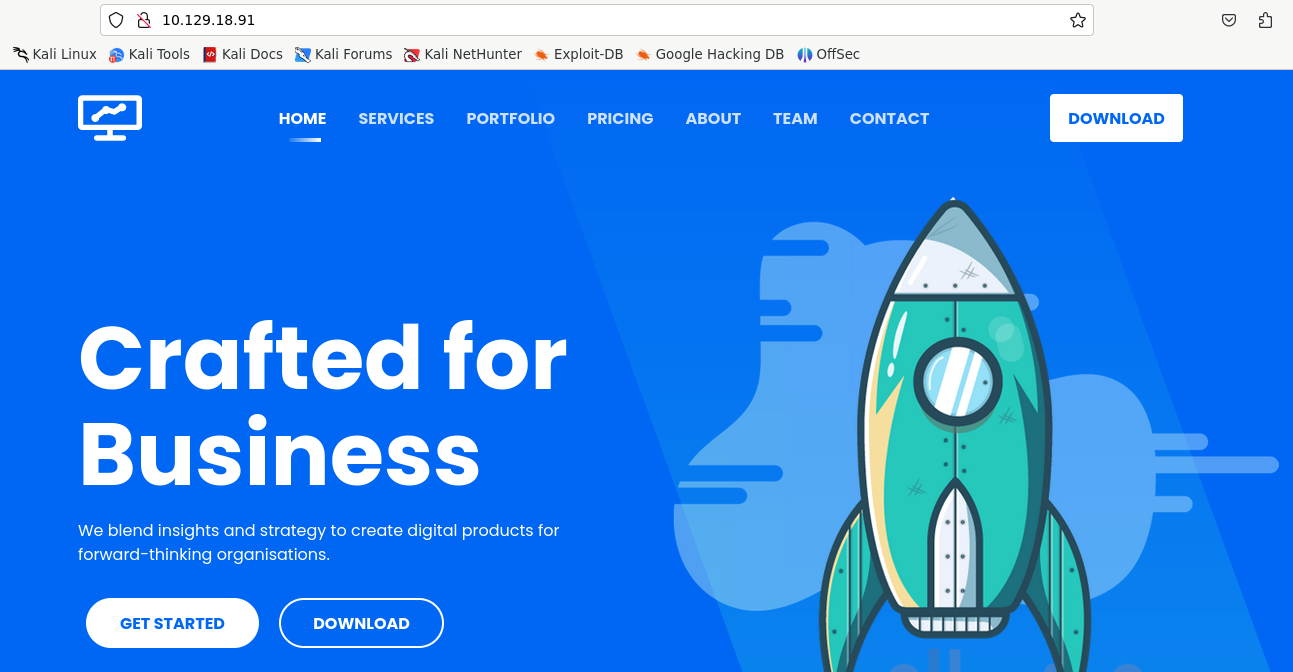 10.129.18.91
Kali Linux Kali Tools Kali Docs Kali Forums Kali NetHunter Exploit-DB Google Hacking DB OffSec
HOME SERVICES PORTFOLIO PRICING ABOUT TEAM CONTACT DOWNLOAD
Crafted for
Business
We blend insights and strategy to create digital products for
forward-thinking organisations.
GET STARTED DOWNLOAD